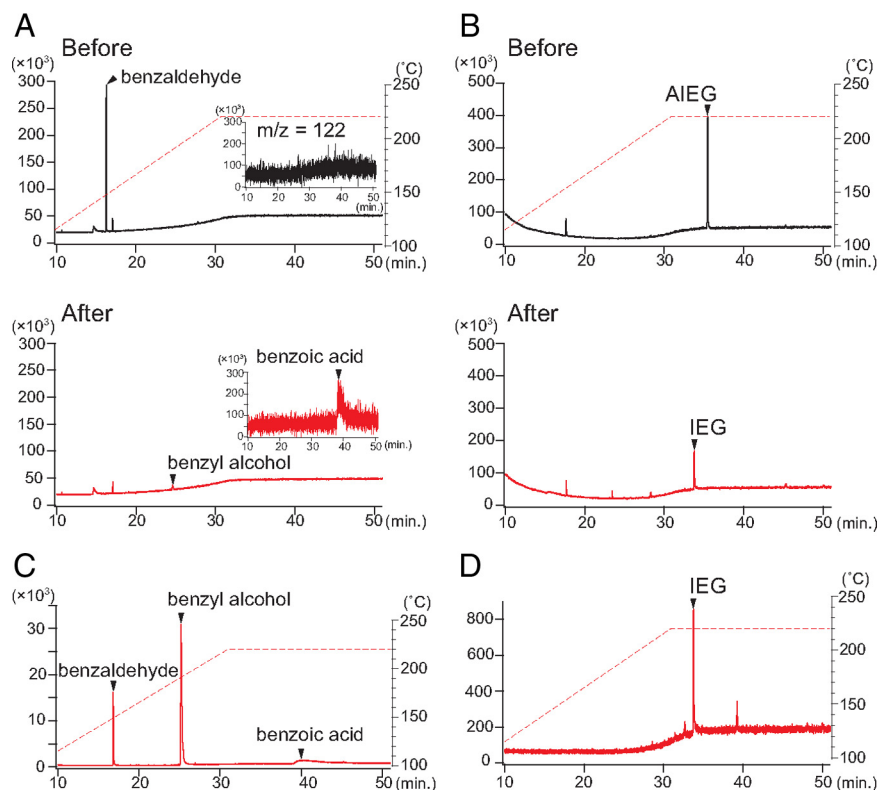 A
Before
(×10³)
(˚C)
300
250
200
150
100
50
0
benzaldehyde
250
200
150
100
(×10³)
m/z = 122
300
200
100
0
10 20 30 40 50
(min.)
10 20 30 40 50 (min.)
B
Before
(×10³)
(˚C)
500
400
300
200
100
0
AIEG
250
200
150
100
10 20 30 40 50 (min.)
After
(×10³)
300
250
200
150
100
50
0
benzoic acid
(×10³)
300
200
100
0
10 20 30 40 50 (min.)
benzyl alcohol
10 20 30 40 50 (min.)
After
(×10³)
500
400
300
200
100
0
IEG
10 20 30 40 50 (min.)
C
(×10³)
(˚C)
30
20
10
0
benzyl alcohol
benzaldehyde
benzoic acid
250
200
150
100
10 20 30 40 50 (min.)
D
(×10³)
(˚C)
800
600
400
200
0
IEG
250
200
150
100
10 20 30 40 50 (min.)